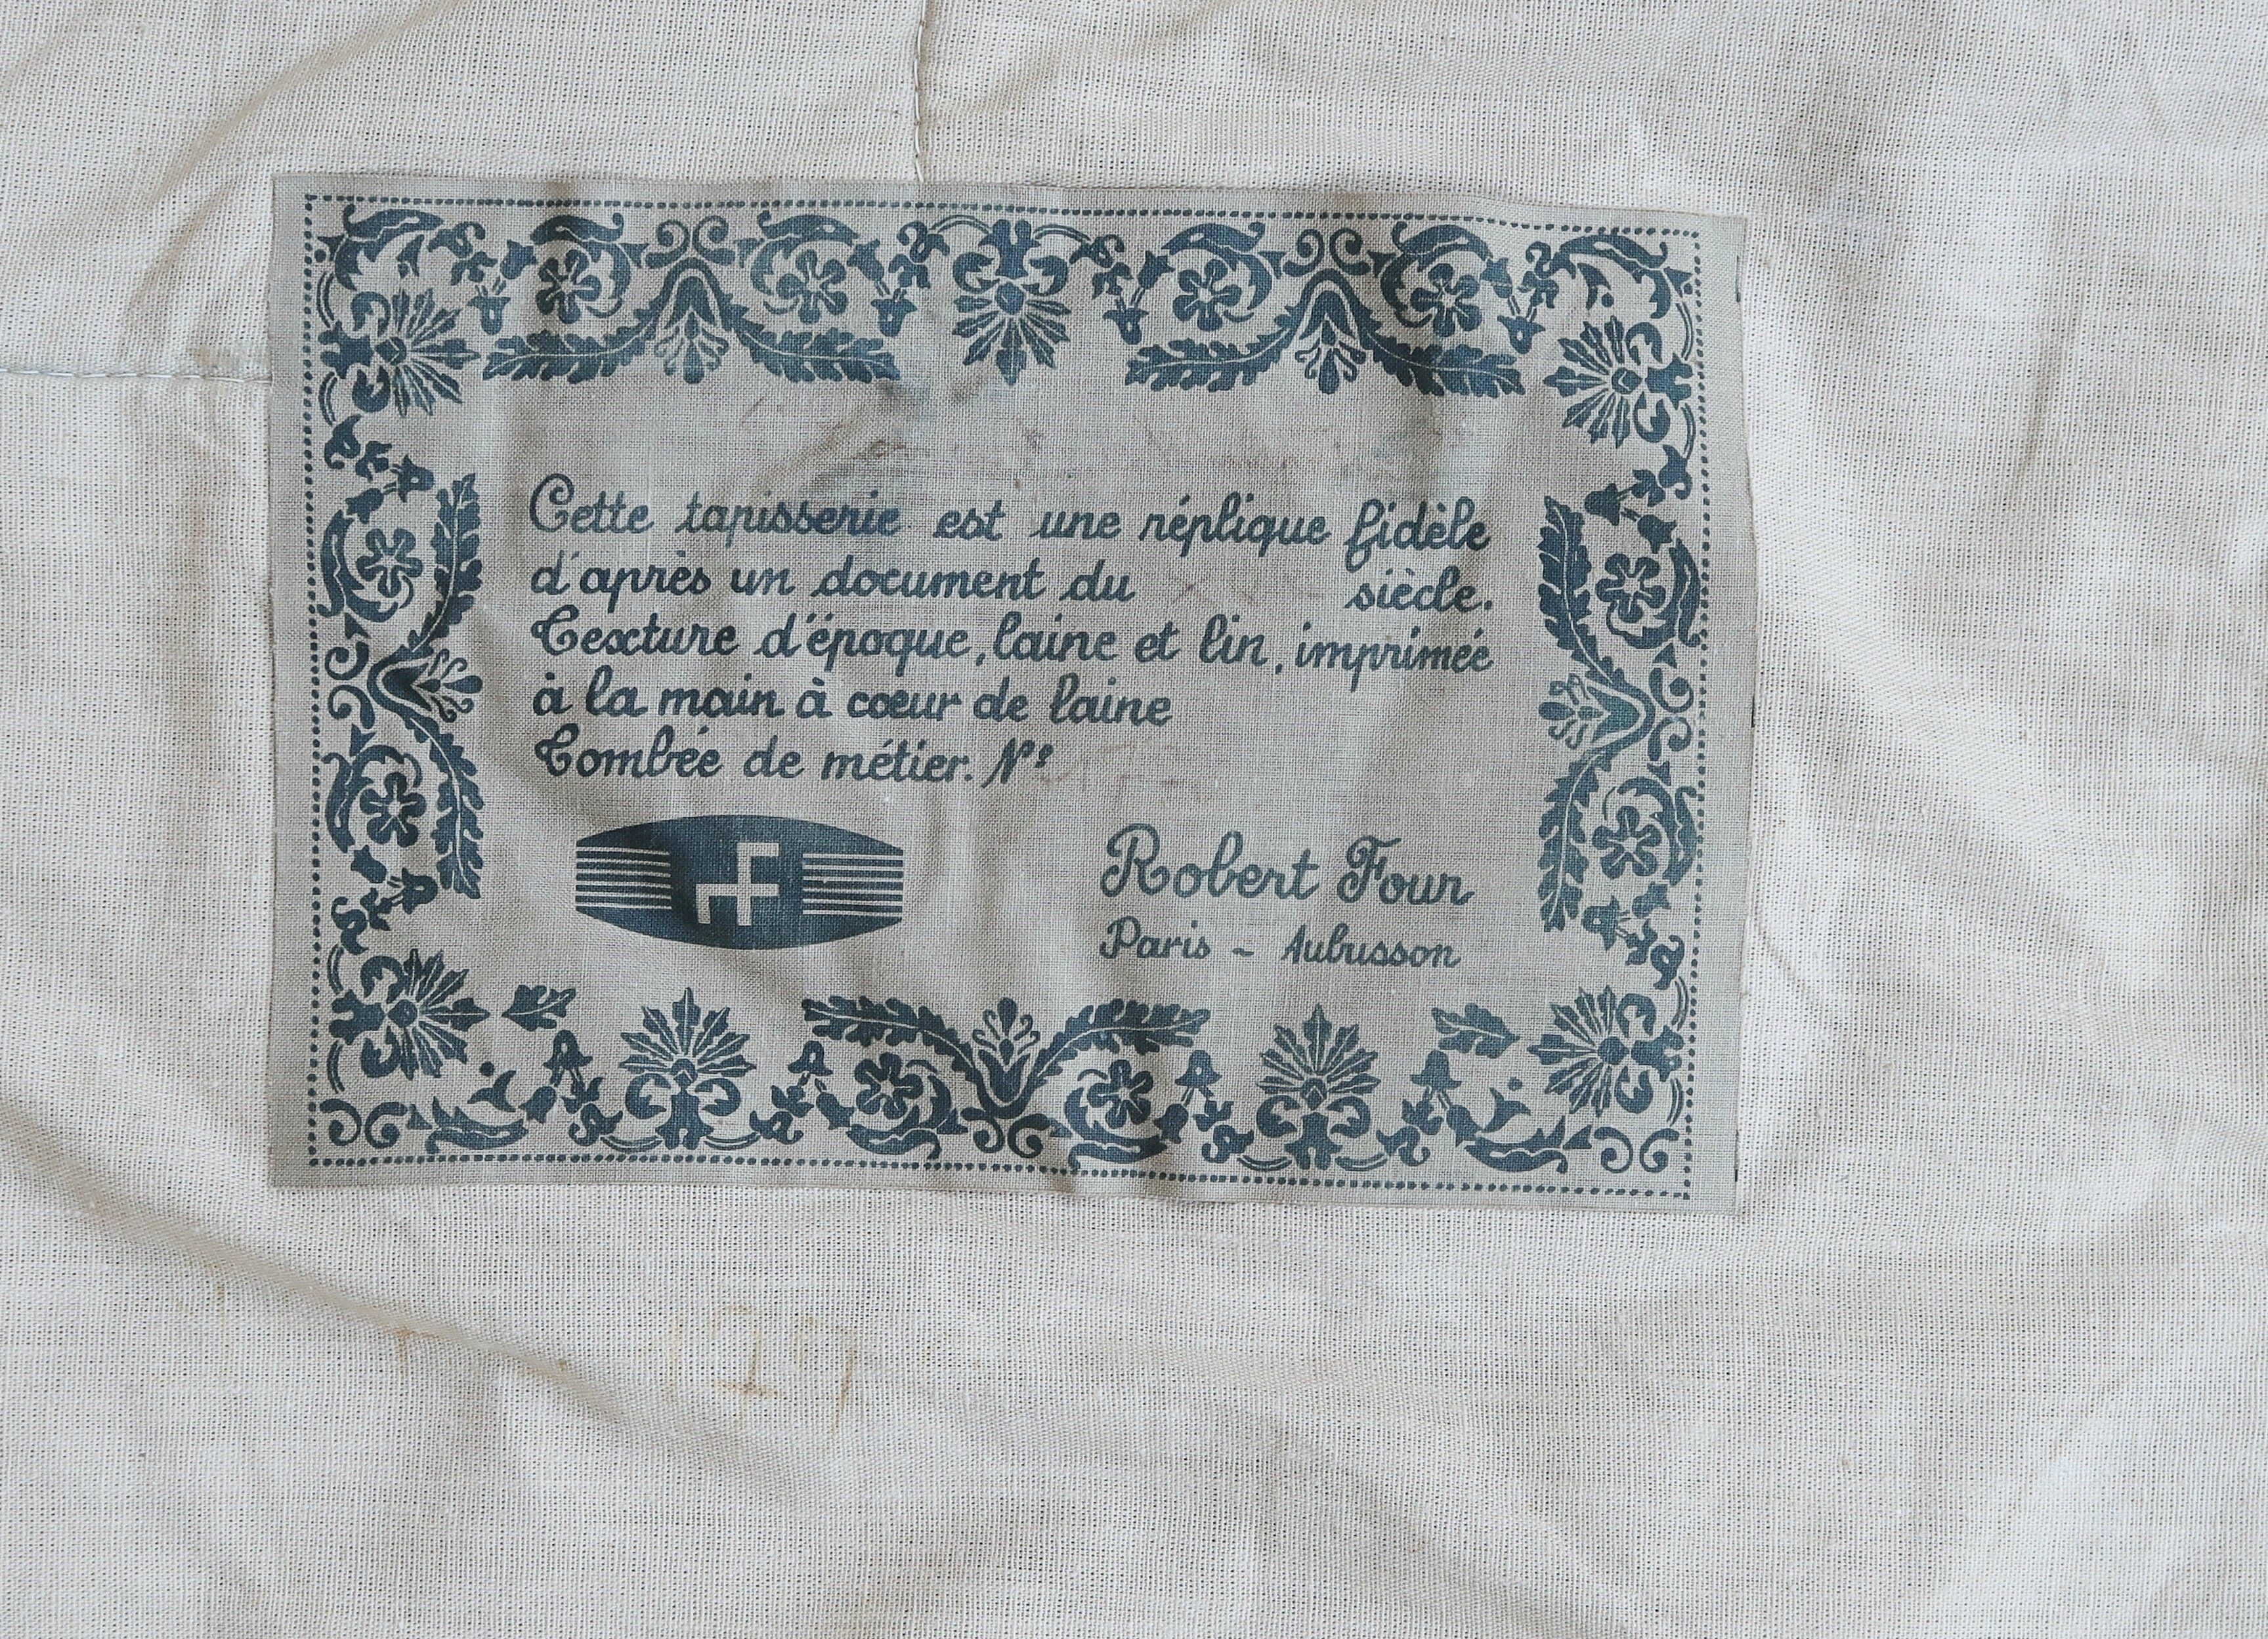 Cette tapisserie est une réplique fidèle
d'après un document du siècle.
Texture d'époque, laine et lin, imprimée
à la main à cœur de laine
Tombée de métier. N°
Robert Four
Paris - Aubusson